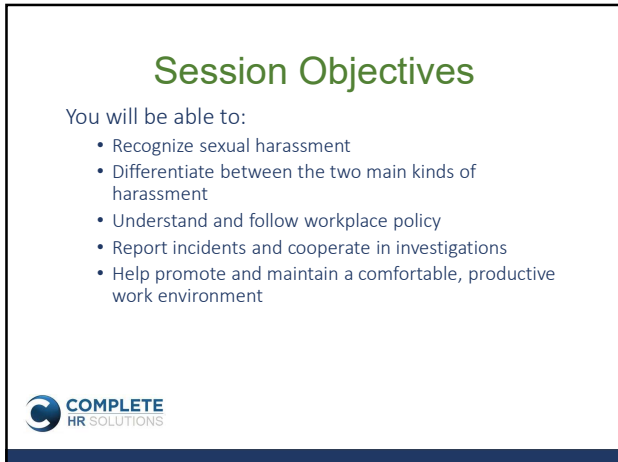 Session Objectives
You will be able to:
• Recognize sexual harassment
• Differentiate between the two main kinds of
harassment
• Understand and follow workplace policy
• Report incidents and cooperate in investigations
• Help promote and maintain a comfortable, productive
work environment
COMPLETE
HR SOLUTIONS